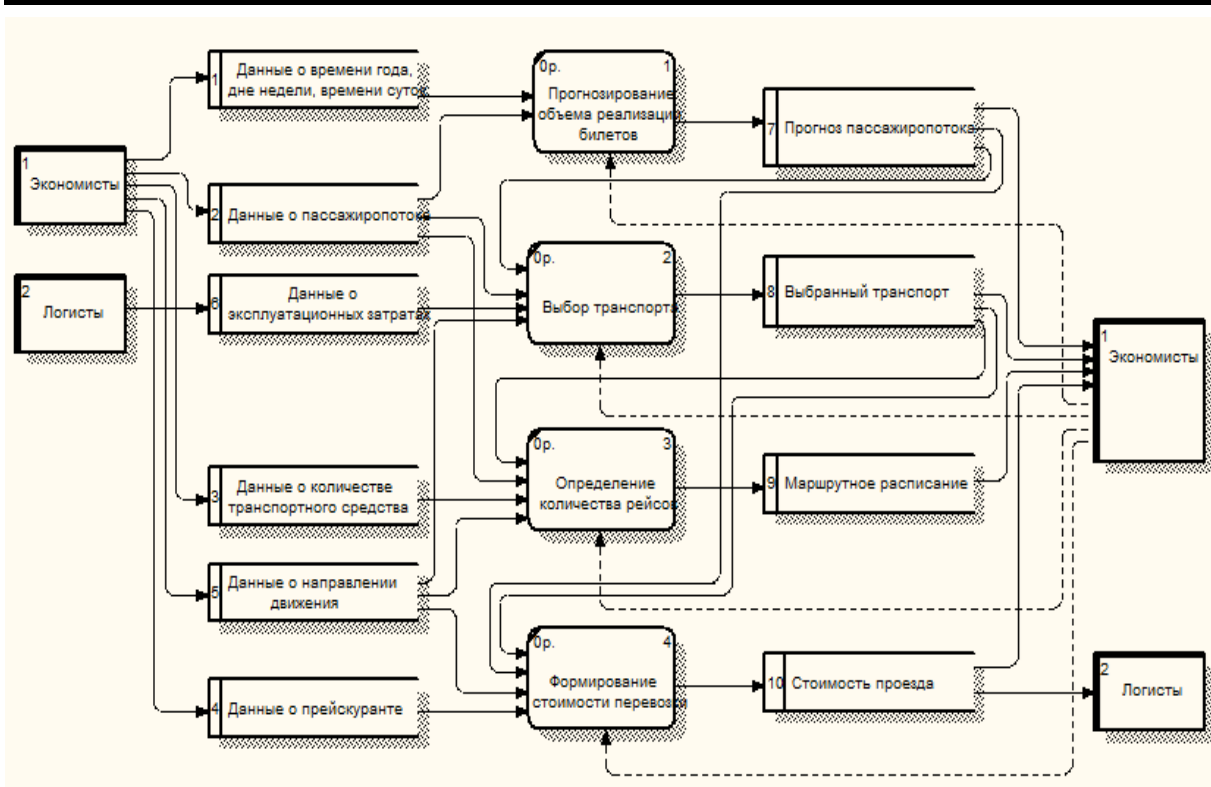 1
Данные о времени года,
дне недели, времени суток
0р.
1
Прогнозирование
объема реализации
билетов
7
Прогноз пассажиропотока
1
Экономисты
2
Данные о пассажиропотоке
0р.
2
Выбор транспорта
8
Выбранный транспорт
2
Логисты
6
Данные о
эксплуатационных затратах
1
Экономисты
3
Данные о количестве
транспортного средства
0р.
3
Определение
количества рейсов
9
Маршрутное расписание
5
Данные о направлении
движения
0р.
4
Формирование
стоимости перевозки
10
Стоимость проезда
2
Логисты
4
Данные о прейскуранте